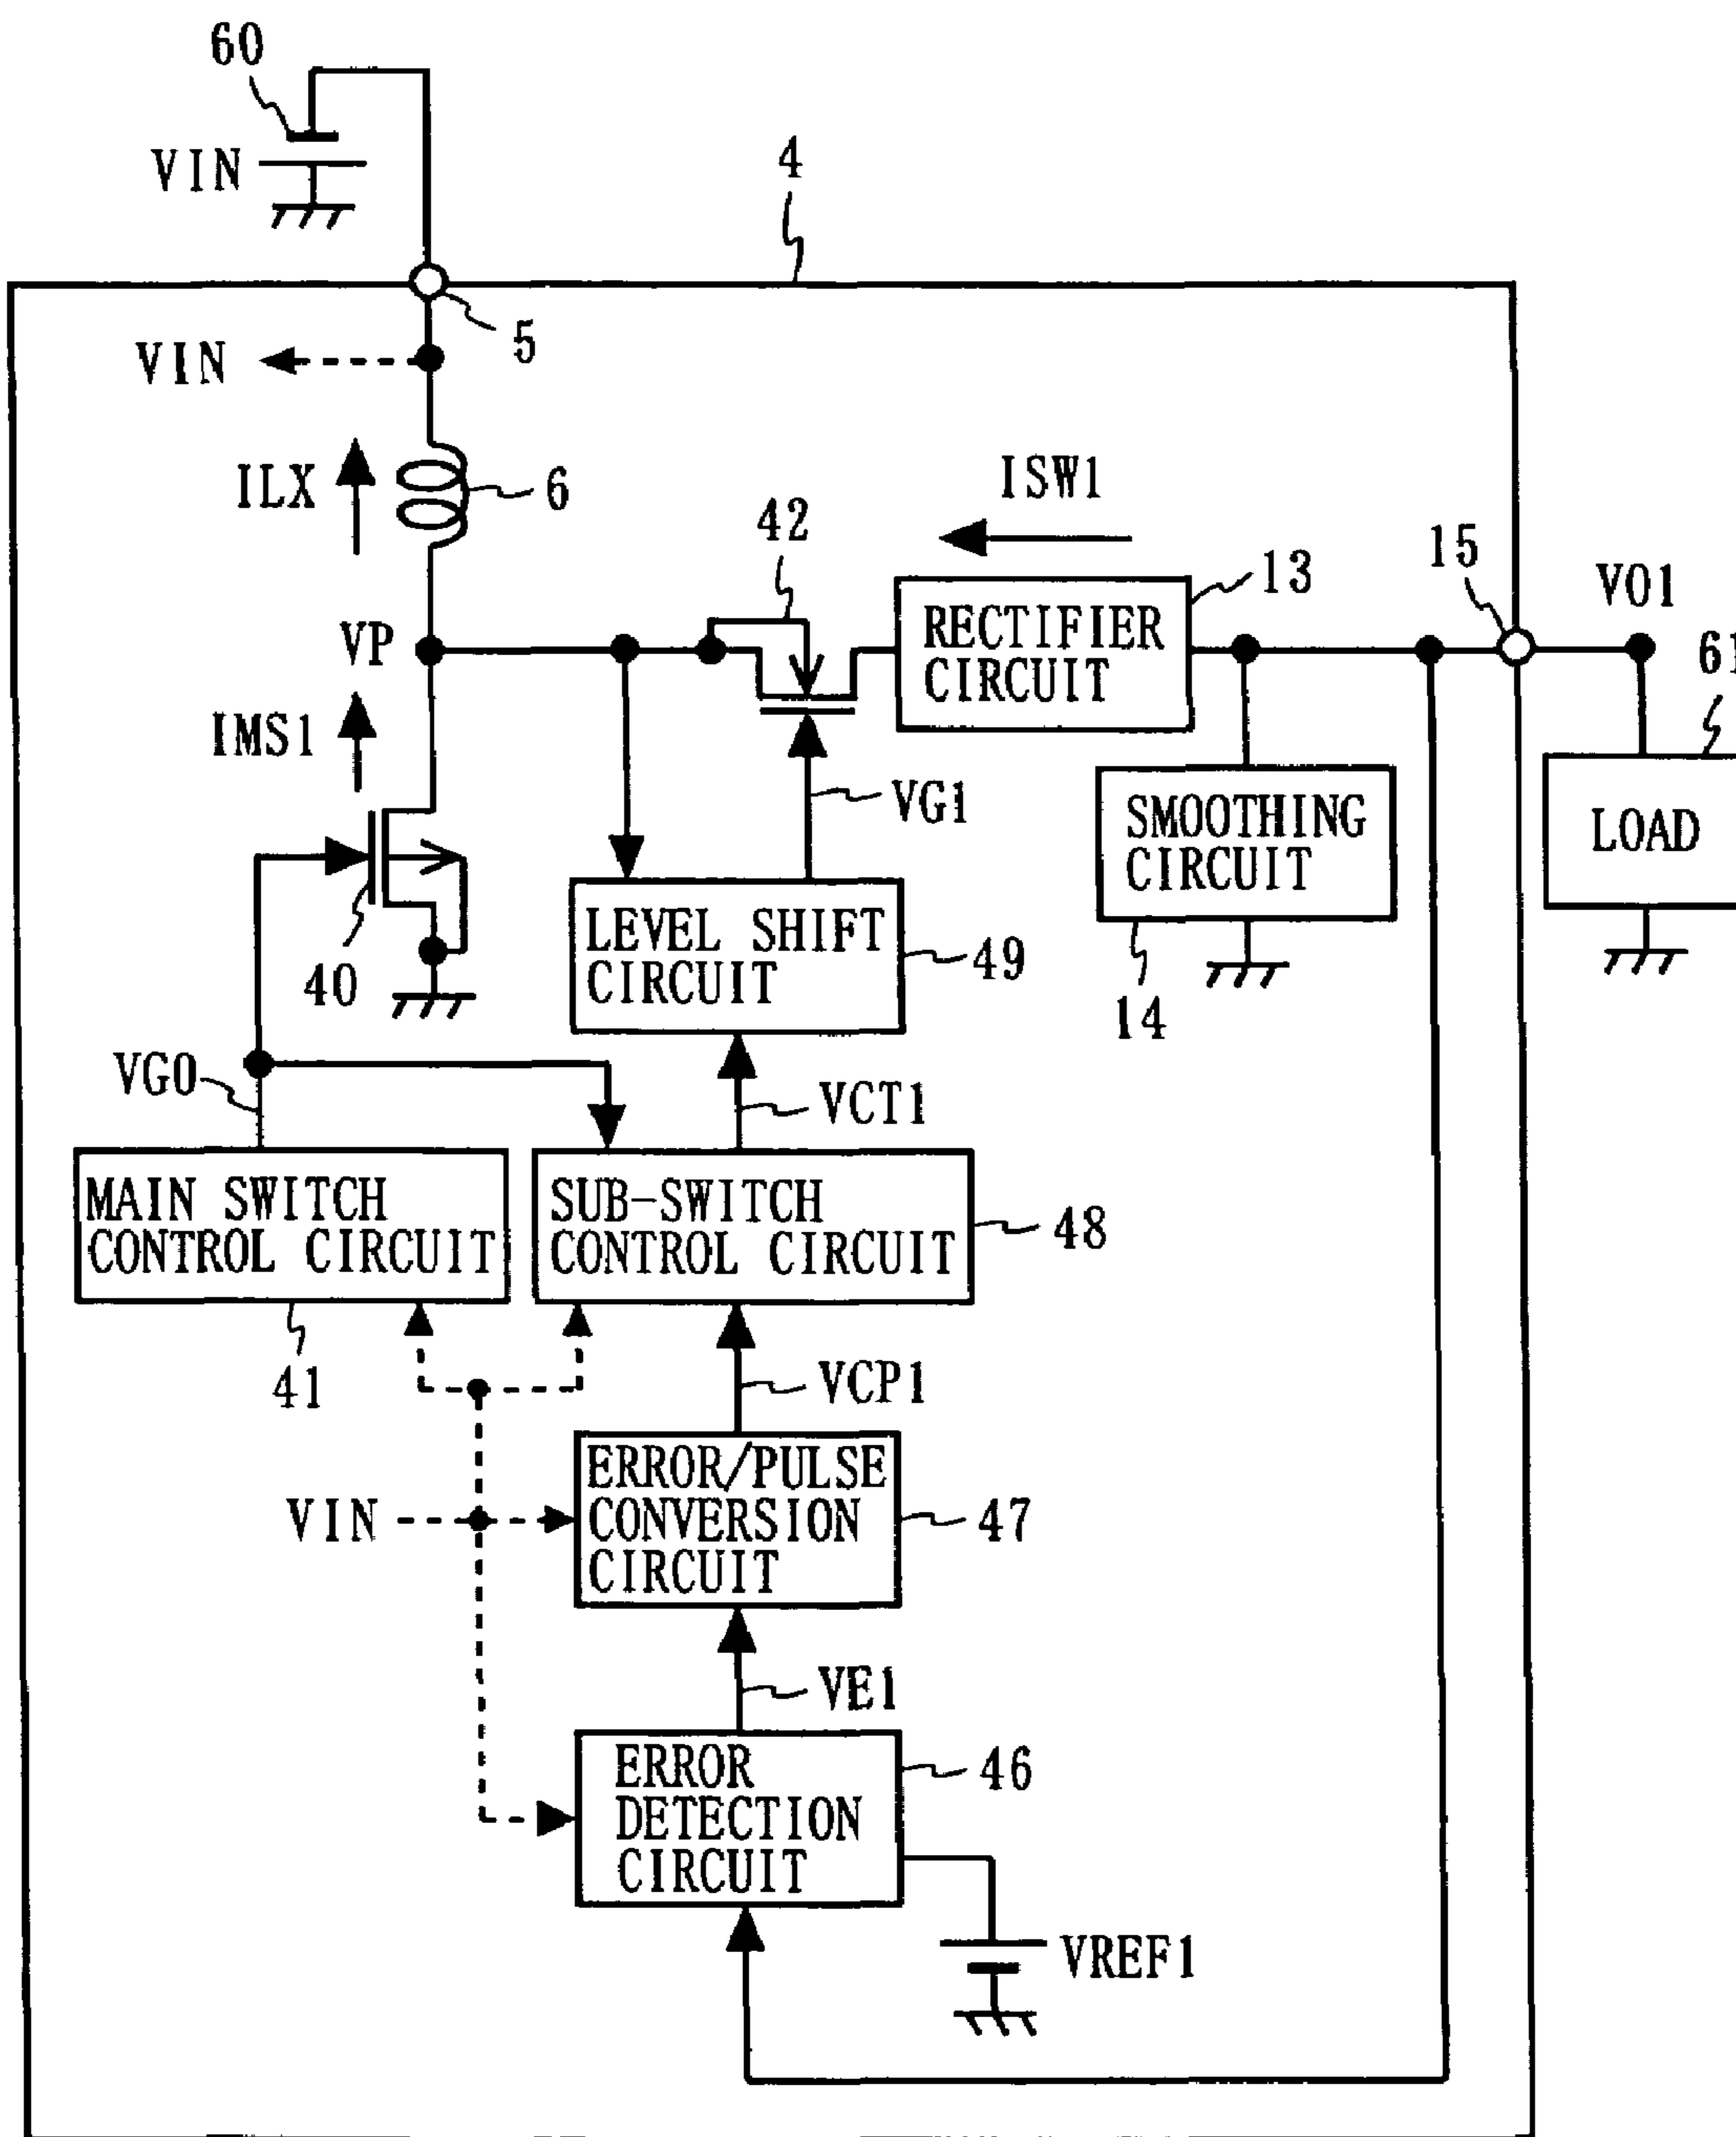 60
VIN
4
5
VIN
ILX
6
ISW1
42
15
13
VO1
RECTIFIER
CIRCUIT
VP
61
IMS1
VG1
SMOOTHING
CIRCUIT
LOAD
LEVEL SHIFT
CIRCUIT
49
40
14
VG0
VCT1
MAIN SWITCH
CONTROL CIRCUIT
SUB-SWITCH
CONTROL CIRCUIT
48
41
VCP1
ERROR/PULSE
CONVERSION
CIRCUIT
VIN
47
VE1
ERROR
DETECTION
CIRCUIT
46
VREF1